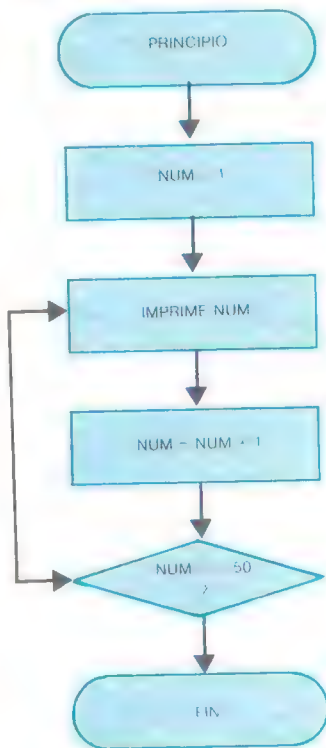 PRINCIPIO
NUM 1
IMPRIME NUM
NUM = NUM + 1
NUM 50
?
FIN